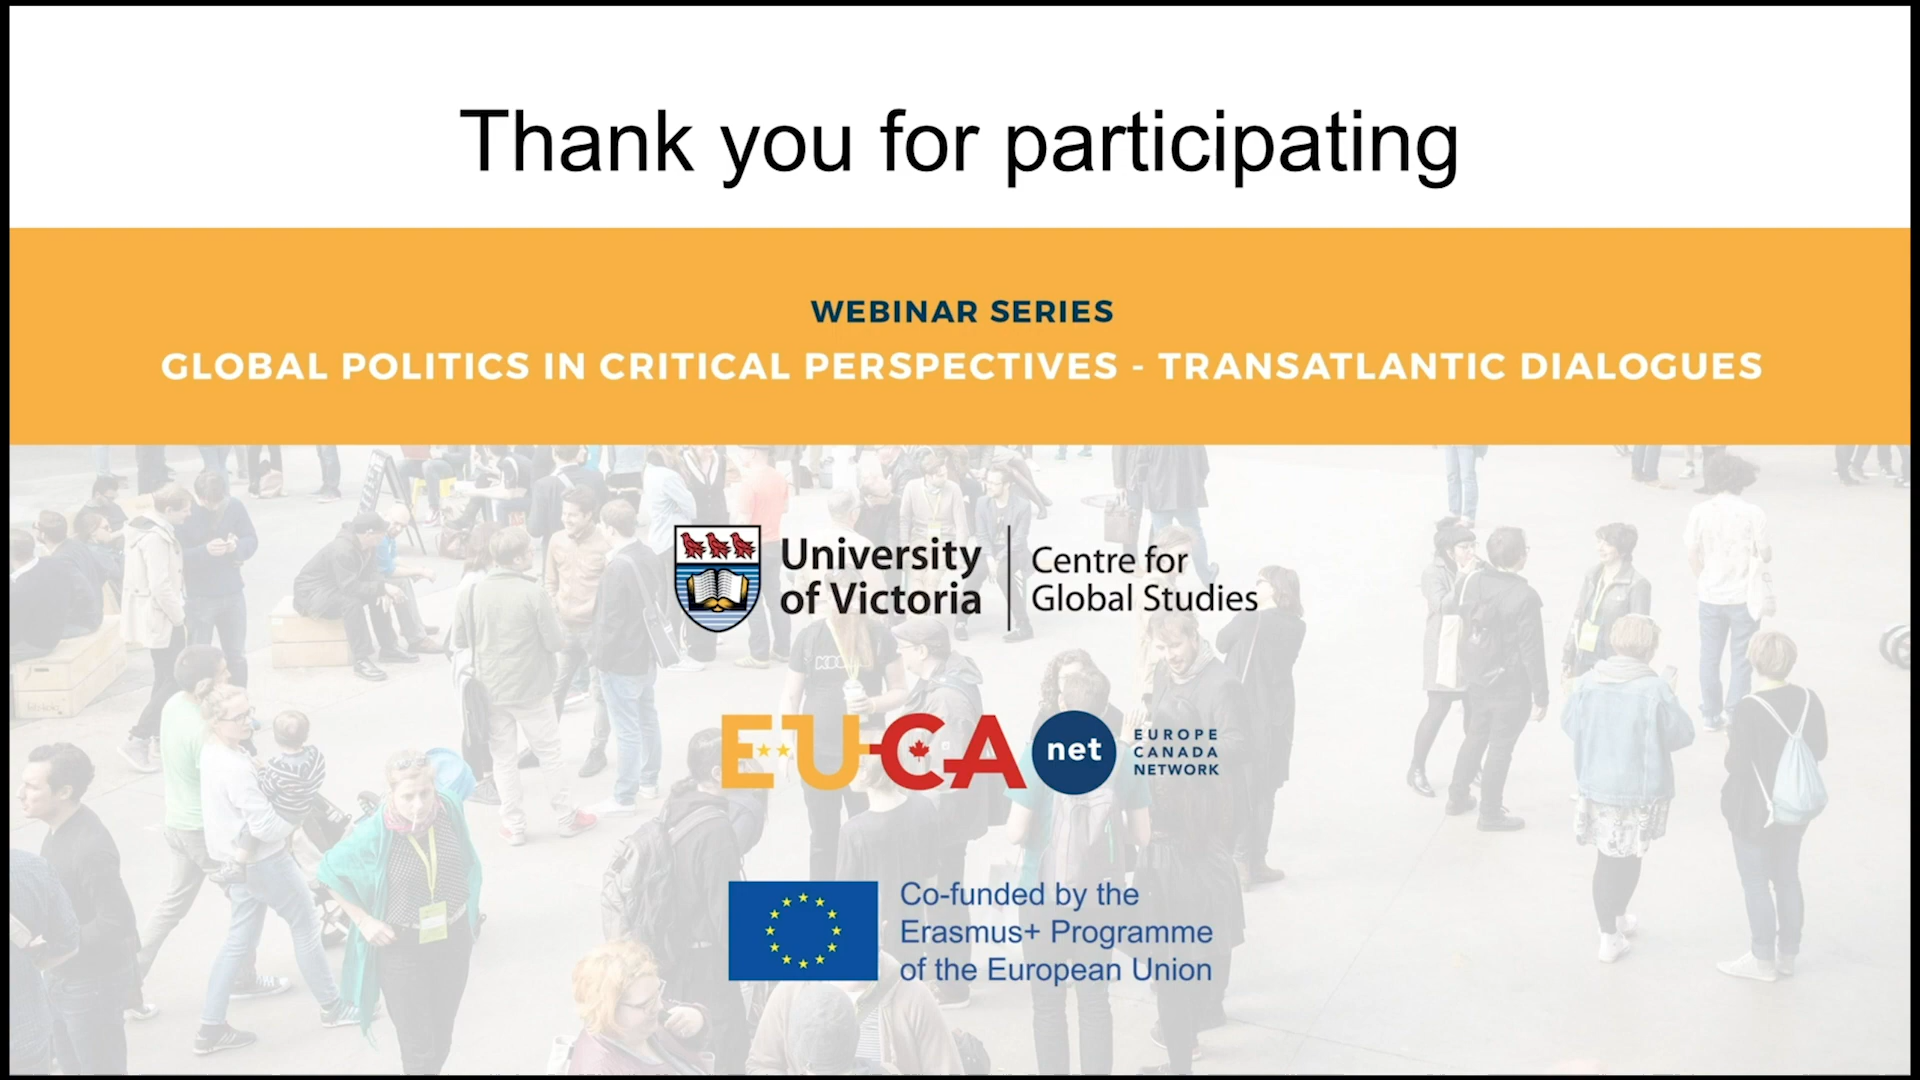 Thank you for participating
WEBINAR SERIES
GLOBAL POLITICS IN CRITICAL PERSPECTIVES - TRANSATLANTIC DIALOGUES
University
of Victoria
Centre for
Global Studies
EU-CA
net
EUROPE
CANADA
NETWORK
Co-funded by the
Erasmus+ Programme
of the European Union